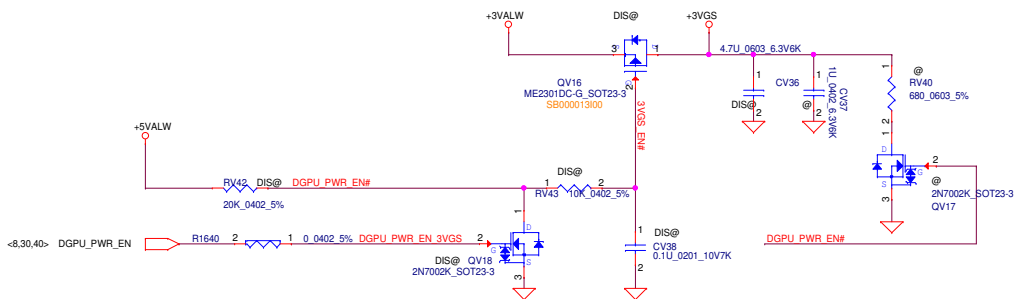 +3VALW
DIS@
+3VGS
3
1
4.7U_0603_6.3V6K
QV16
ME2301DC-G_SOT23-3
SB000013I00
2
3VGS_EN#
1
CV36
DIS@
2
1
CV37
1U_0402_6.3V6K
@
2
1
@
RV40
680_0603_5%
2
1
D
G
S
2
3
@
2N7002K_SOT23-3
QV17
+5VALW
RV42
DIS@
DGPU_PWR_EN#
20K_0402_5%
DIS@
1
2
RV43
10K_0402_5%
<8,30,40>
DGPU_PWR_EN
R1640
2
1
0_0402_5%
DGPU_PWR_EN_3VGS
2
1
D
G
S
3
DIS@
QV18
2N7002K_SOT23-3
1
DIS@
CV38
0.1U_0201_10V7K
2
DGPU_PWR_EN#